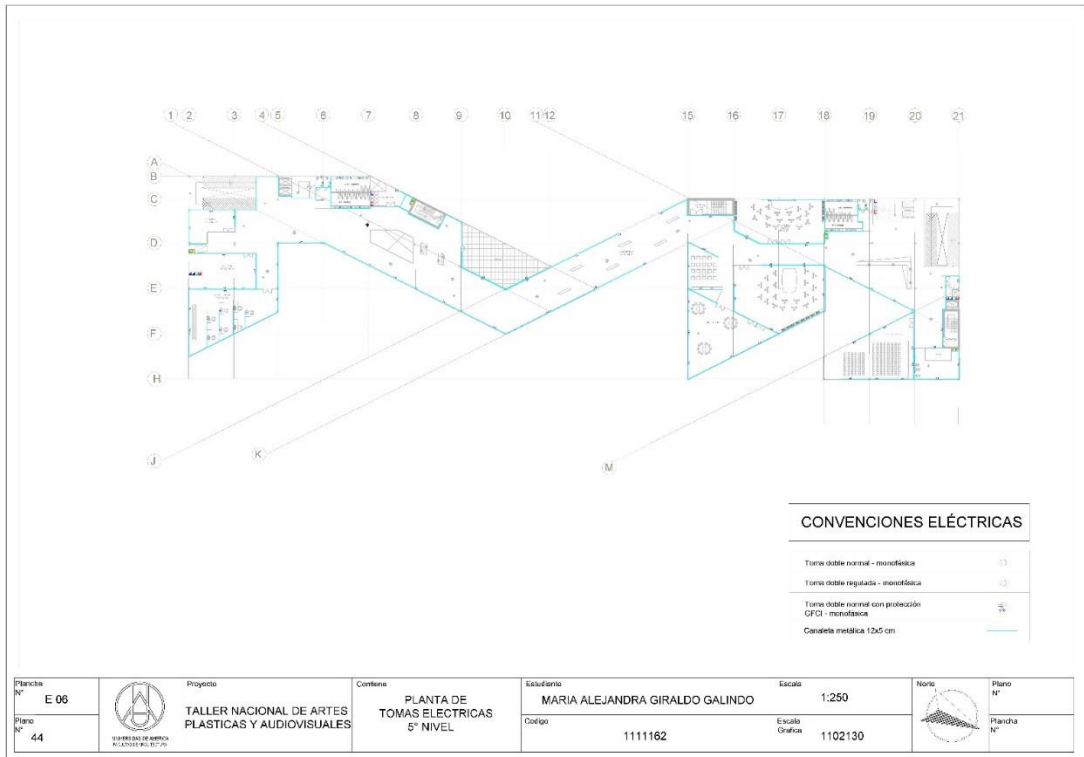 1 2 3 4 5 6 7 8 9 10 11 12 15 16 17 18 19 20 21
A
B
C
D
E
F
H
J
K
M
CONVENCIONES ELÉCTRICAS
Toma doble normal - monofásica
Toma doble regulada - monofásica
Toma doble normal con protección
GFCI - monofásica
Canaleta metálica 12x5 cm
Plancha
N°
E 06
Plano
N°
44
UNIVERSIDAD DE AMERICA
Proyecto
TALLER NACIONAL DE ARTES
PLASTICAS Y AUDIOVISUALES
Contiene
PLANTA DE
TOMAS ELECTRICAS
5° NIVEL
Estudiante
MARIA ALEJANDRA GIRALDO GALINDO
Codigo
1111162
Escala
1:250
Escala
Grafica
1102130
Norte
Plano
N°
Plancha
N°